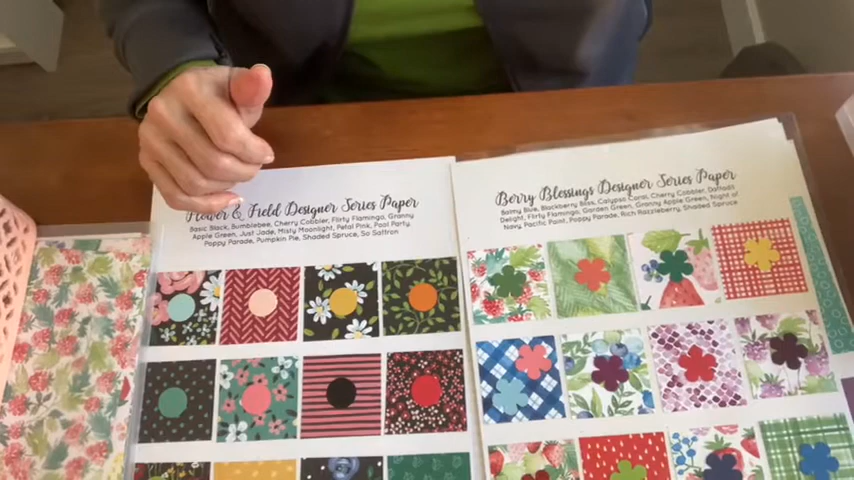 Flower & Field Designer Series Paper
Basic Black, Bumblebee, Cherry Cobbler, Flirty Flamingo, Granny
Apple Green, Just Jade, Misty Moonlight, Petal Pink, Pool Party,
Poppy Parade, Pumpkin Pie, Shaded Spruce, So Saffron
Berry Blessings Designer Series Paper
Balmy Blue, Blackberry Bliss, Calypso Coral, Cherry Cobbler, Daffodil
Delight, Flirty Flamingo, Garden Green, Granny Apple Green, Night of
Navy, Pacific Point, Poppy Parade, Rich Razzleberry, Shaded Spruce